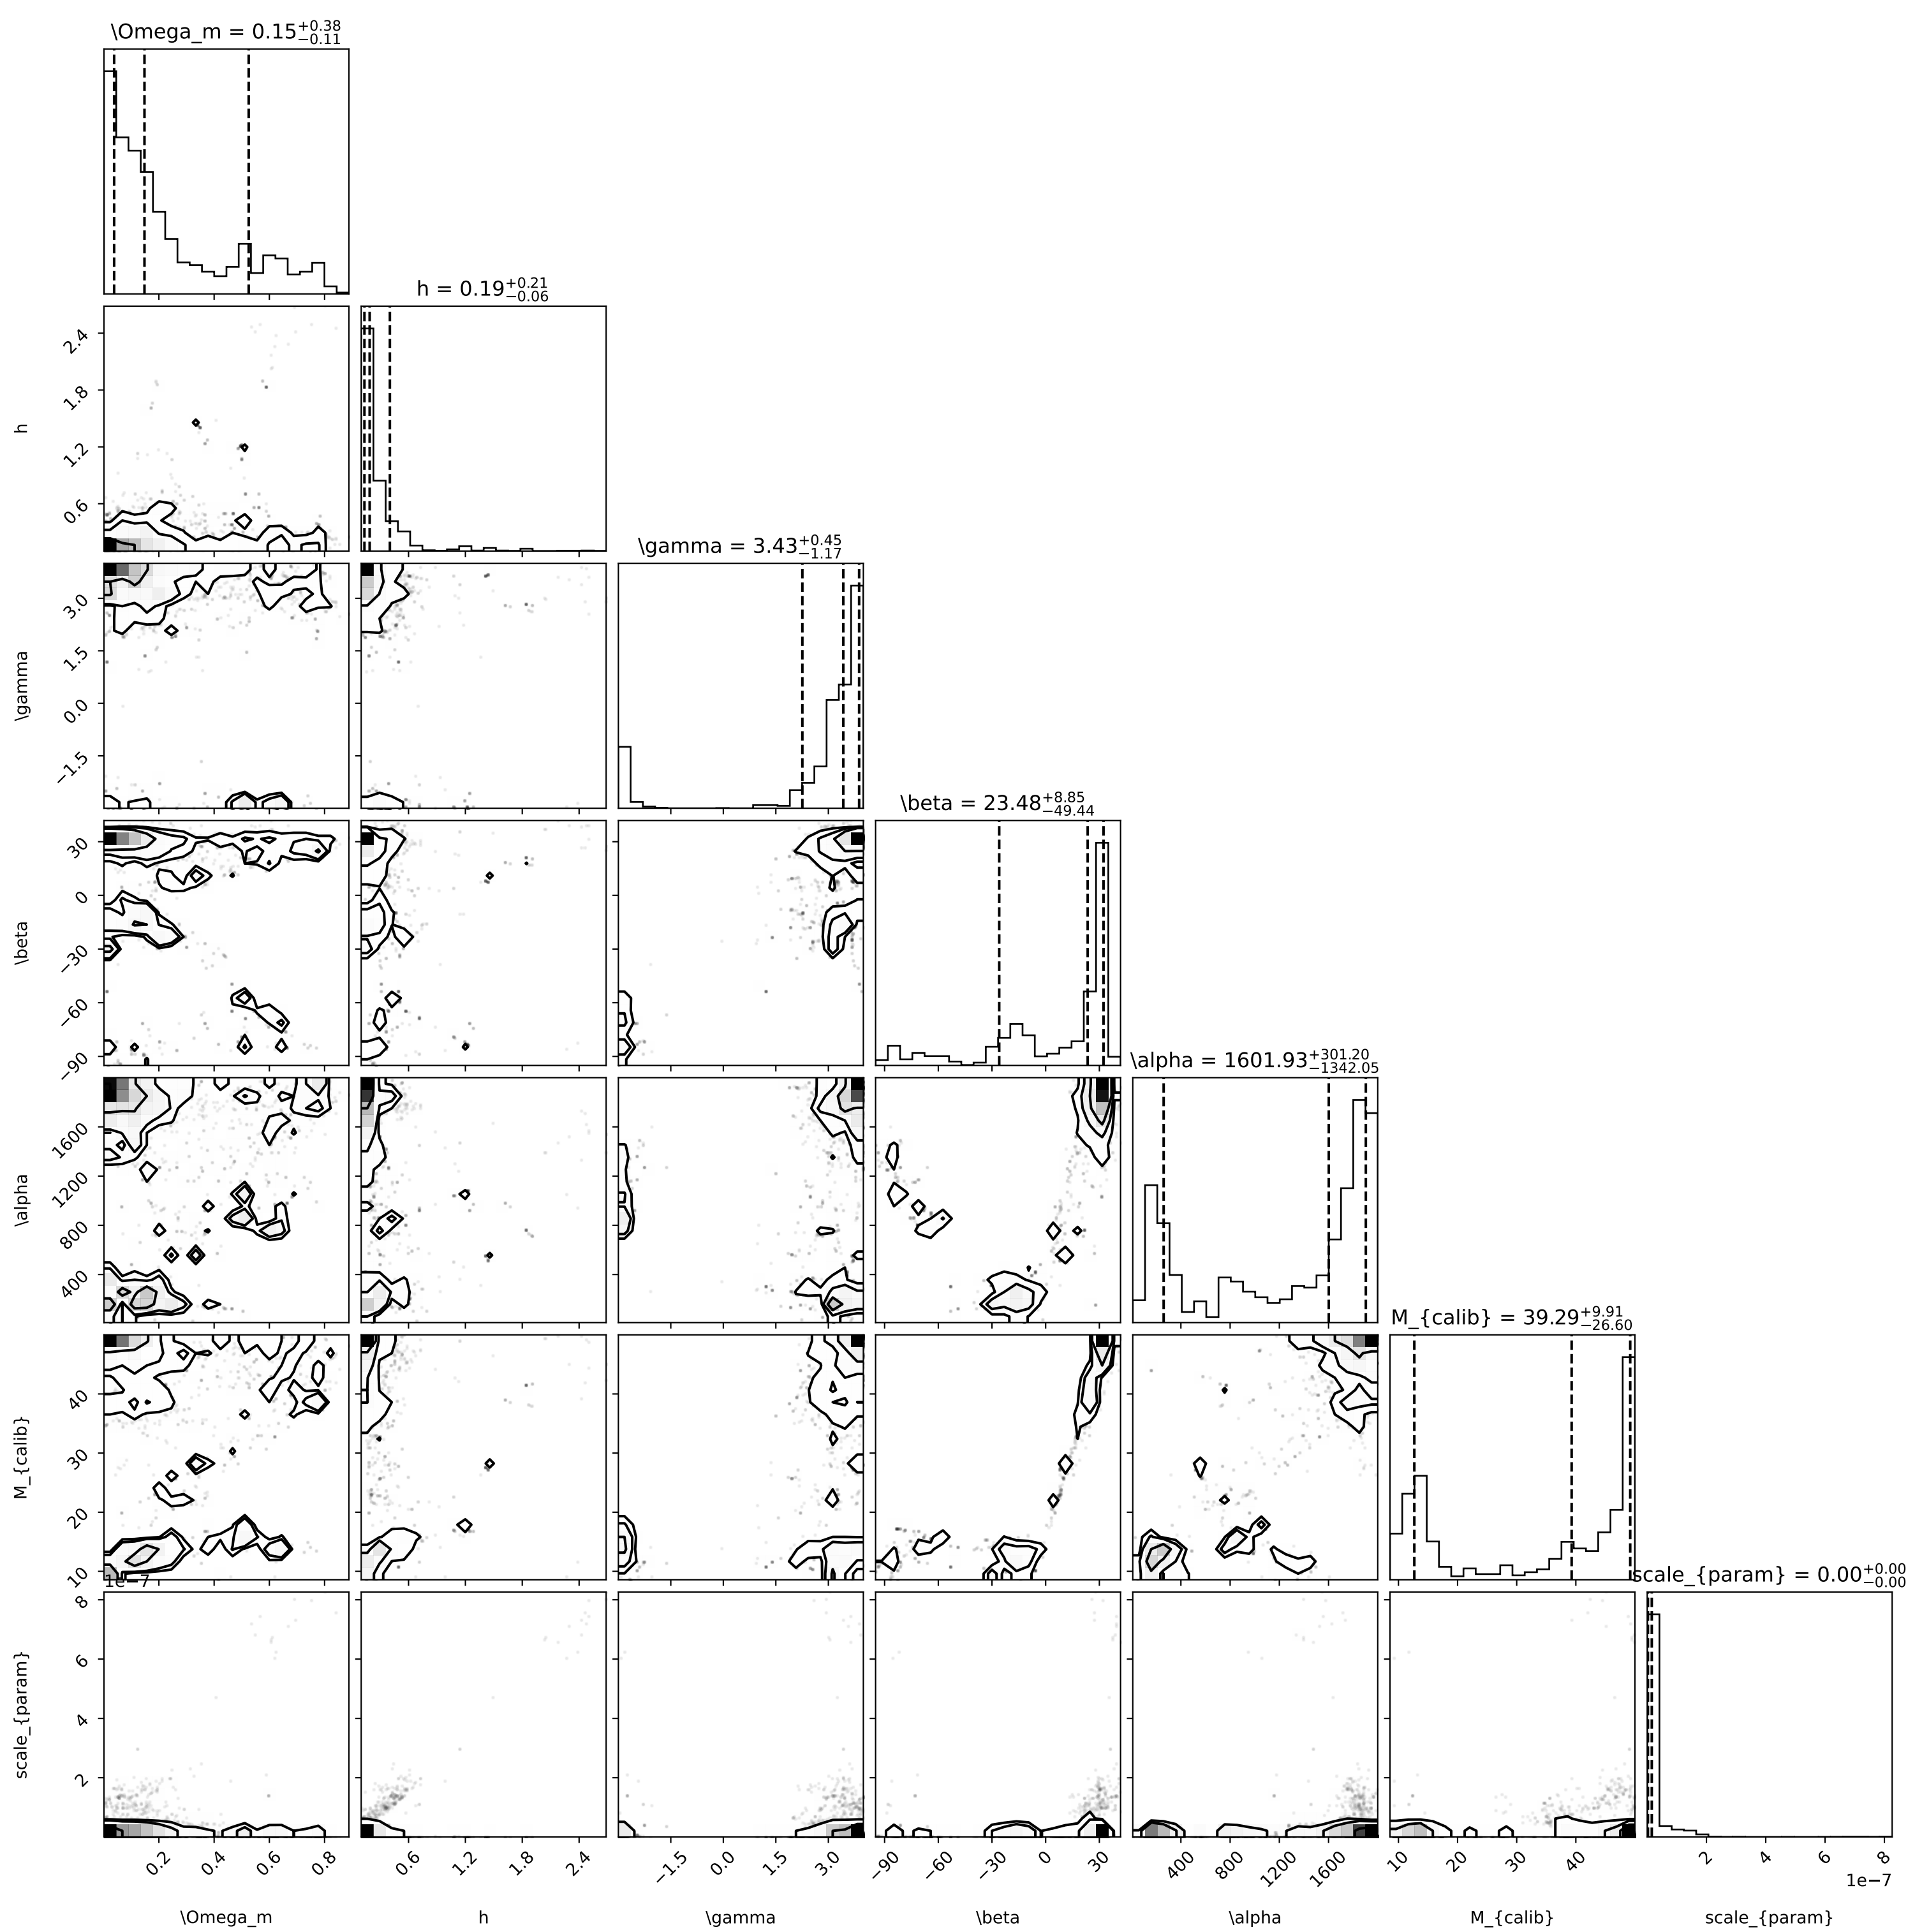 \Omega_m = 0.15+0.38 −0.11
h = 0.19+0.21 −0.06
2.4
1.8
1.2
0.6
h
\gamma = 3.43+0.45 −1.17
3.0
1.5
0.0
−1.5
\gamma
\beta = 23.48+8.85 −49.44
30
0
−30
−60
−90
\beta
\alpha = 1601.93+301.20 −1342.05
1600
1200
800
400
\alpha
M_{calib} = 39.29+9.91 −26.60
40
30
20
10
M_{calib}
1e−7
scale_{param} = 0.00+0.00 −0.00
8
6
4
2
scale_{param}
0.2 0.4 0.6 0.8
0.6 1.2 1.8 2.4
−1.5 0.0 1.5 3.0
−90 −60 −30 0 30
400 800 1200 1600
10 20 30 40
2 4 6 8
1e−7
\Omega_m
h
\gamma
\beta
\alpha
M_{calib}
scale_{param}